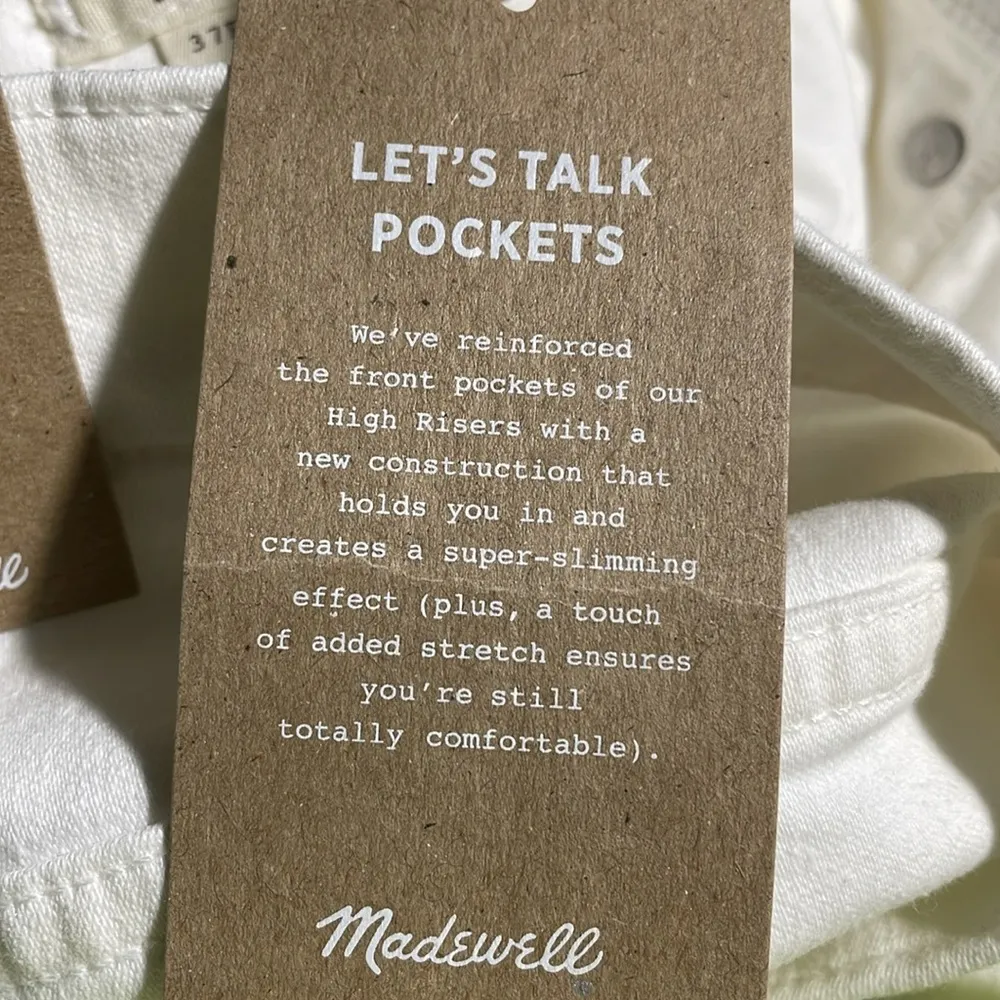 37
LET'S TALK
POCKETS
We've reinforced
the front pockets of our
High Risers with a
new construction that
holds you in and
creates a super-slimming
effect (plus, a touch
of added stretch ensures
you're still
totally comfortable).
Madewell